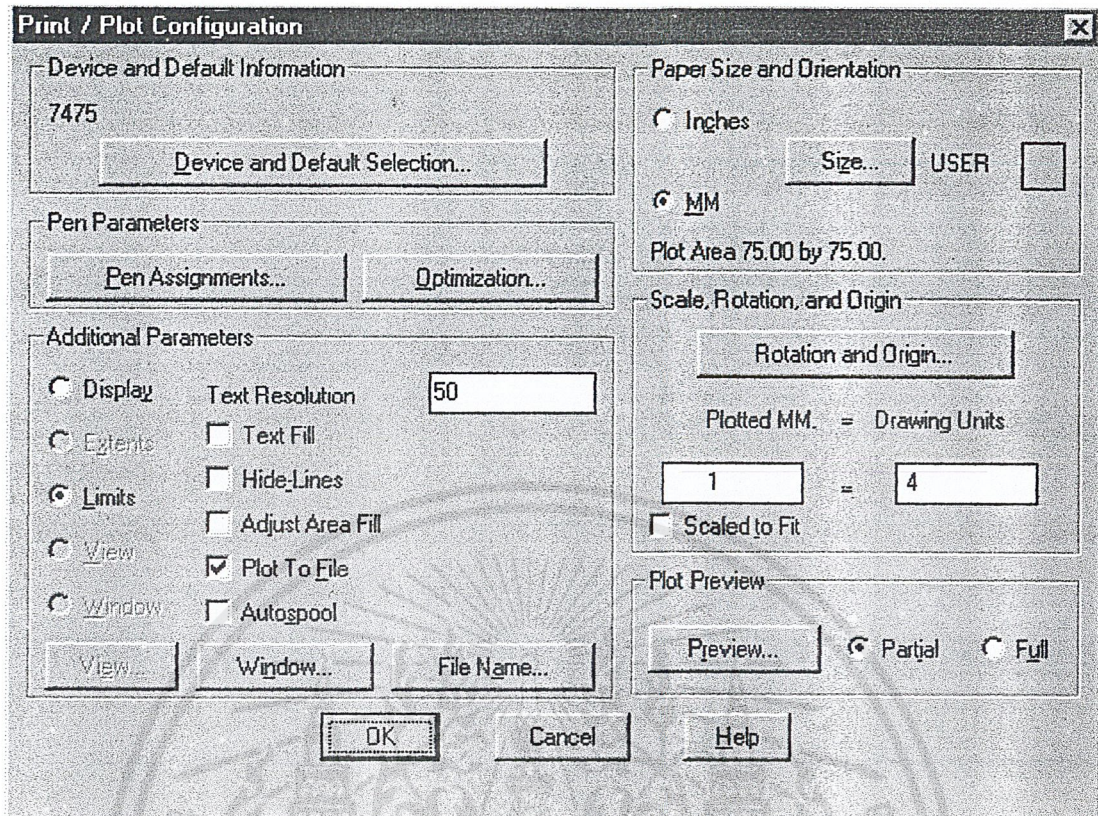 Print / Plot Configuration
Device and Default Information
7475
Device and Default Selection...
Pen Parameters
Pen Assignments...
Optimization...
Additional Parameters
Display
Extents
Limits
View
Window
Text Resolution
50
Text Fill
Hide-Lines
Adjust Area Fill
Plot To File
Autospool
View...
Window...
File Name...
Paper Size and Orientation
Inches
Size...
USER
MM
Plot Area 75.00 by 75.00.
Scale, Rotation, and Origin
Rotation and Origin...
Plotted MM. = Drawing Units
1 = 4
Scaled to Fit
Plot Preview
Preview...
Partial
Full
OK
Cancel
Help